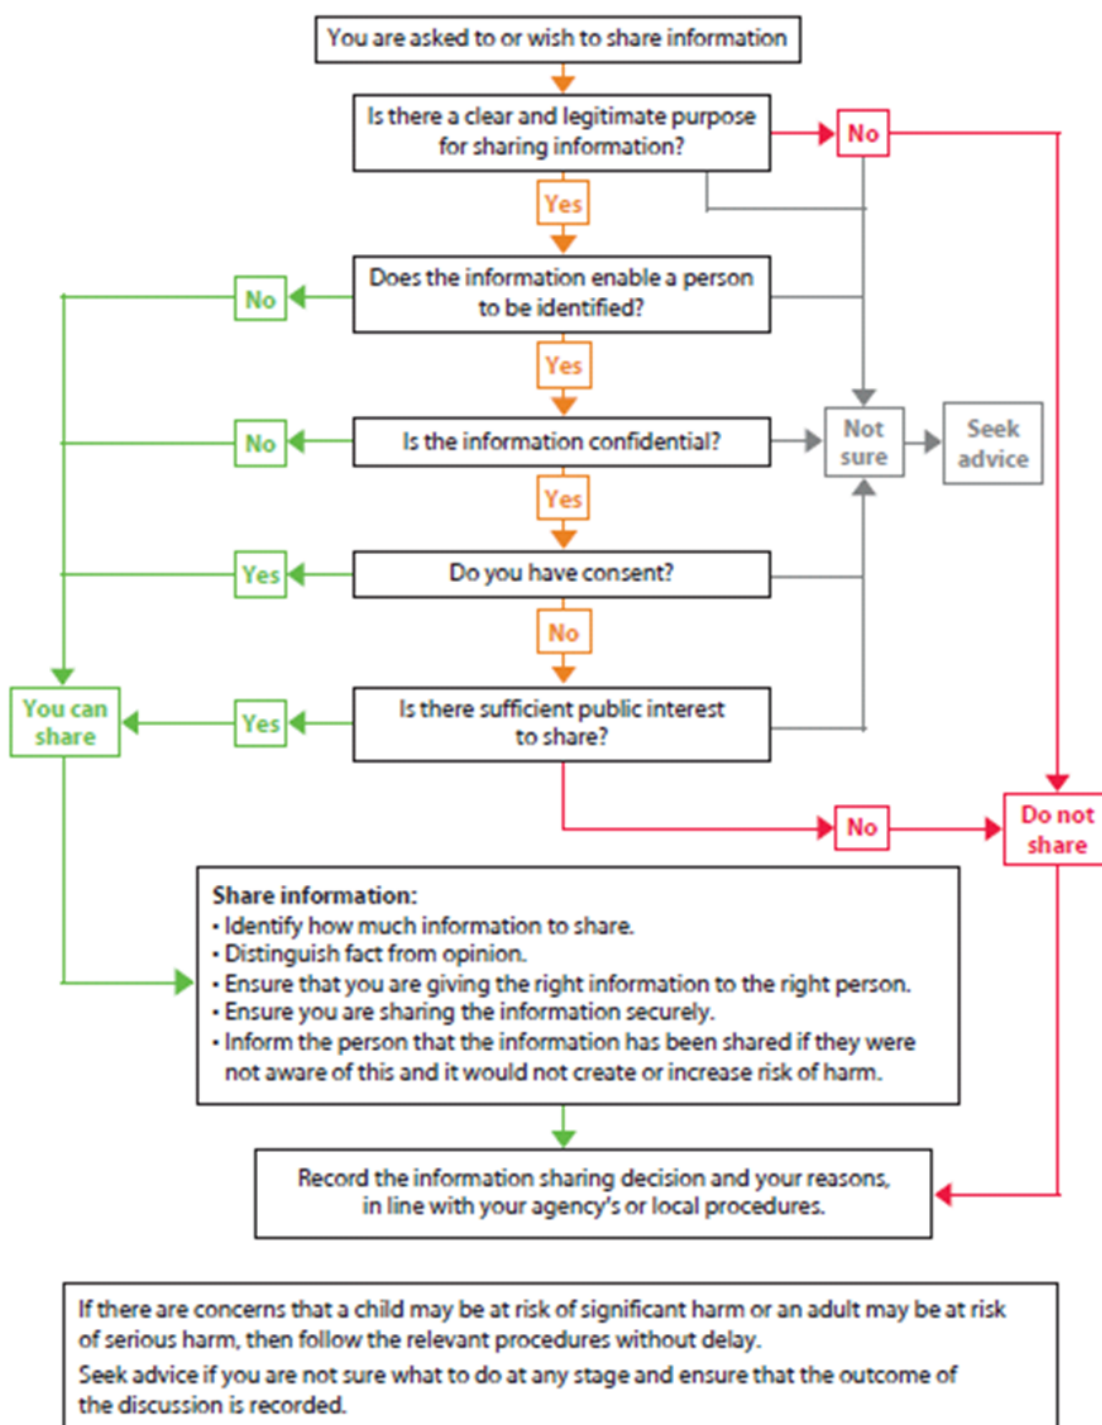 You are asked to or wish to share information
Is there a clear and legitimate purpose
for sharing information?
No
Yes
Does the information enable a person
to be identified?
No
Yes
Is the information confidential?
No
Not
sure
Seek
advice
Yes
Do you have consent?
Yes
No
Is there sufficient public interest
to share?
Yes
You can
share
No
Do not
share
Share information:
• Identify how much information to share.
• Distinguish fact from opinion.
• Ensure that you are giving the right information to the right person.
• Ensure you are sharing the information securely.
• Inform the person that the information has been shared if they were
not aware of this and it would not create or increase risk of harm.
Record the information sharing decision and your reasons,
in line with your agency's or local procedures.
If there are concerns that a child may be at risk of significant harm or an adult may be at risk
of serious harm, then follow the relevant procedures without delay.
Seek advice if you are not sure what to do at any stage and ensure that the outcome of
the discussion is recorded.